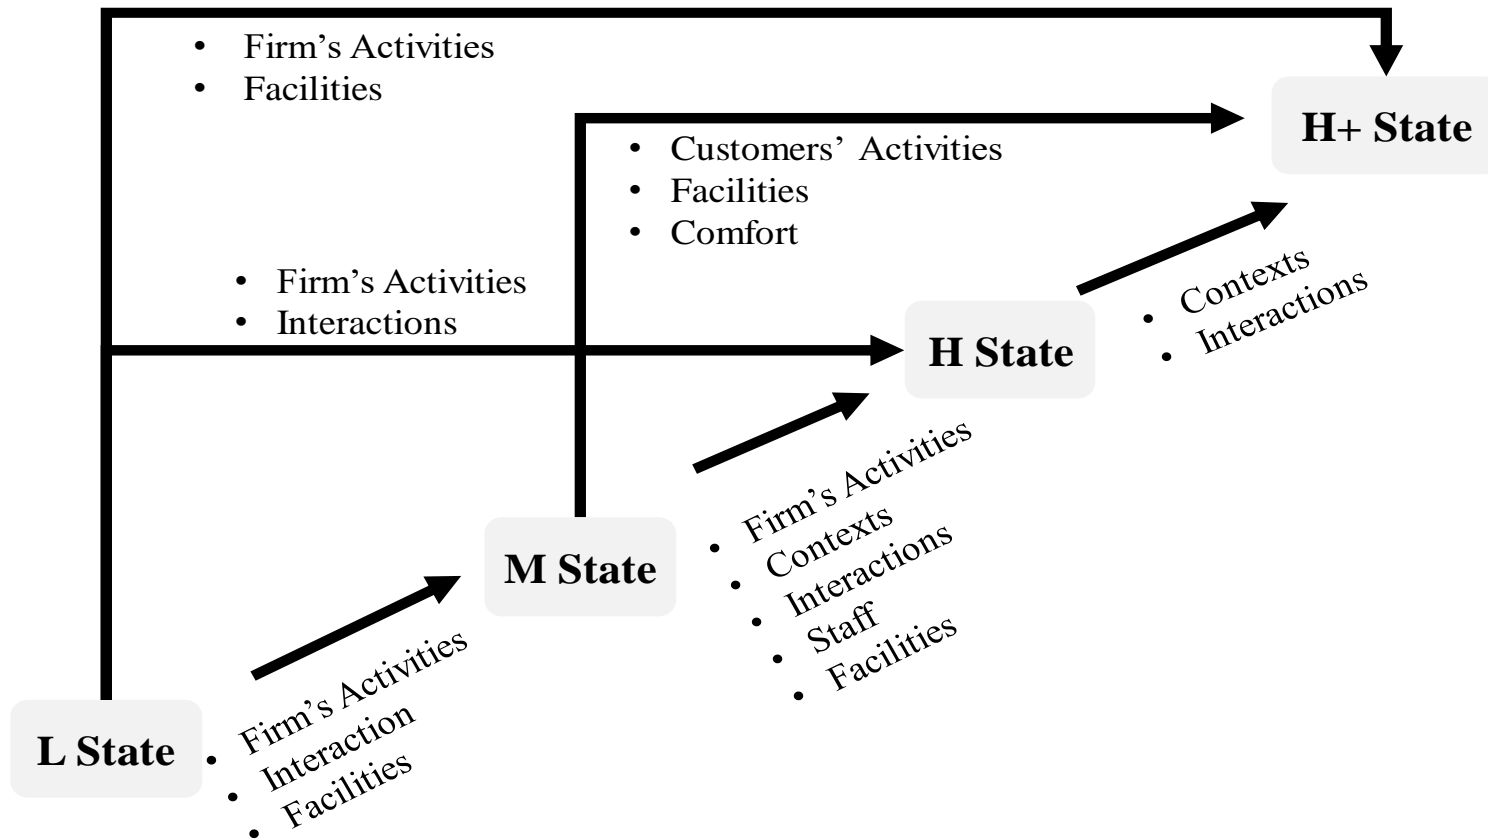 • Firm’s Activities
• Facilities
H+ State
• Customers’ Activities
• Facilities
• Comfort
• Contexts
• Interactions
• Firm’s Activities
• Interactions
H State
• Firm’s Activities
• Contexts
• Interactions
• Staff
• Facilities
M State
• Firm’s Activities
• Interaction
• Facilities
L State